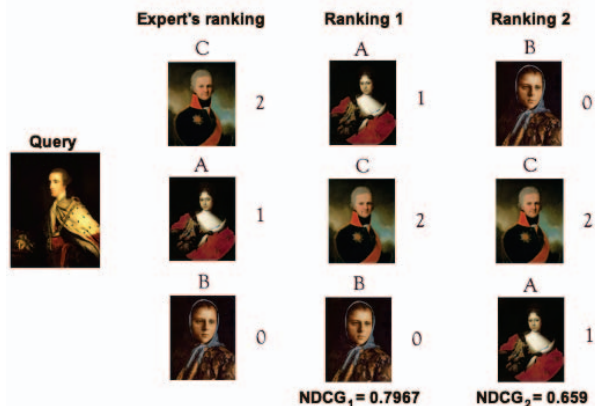 Expert's ranking
Ranking 1
Ranking 2
C
A
B
2
1
0
Query
A
C
C
1
2
2
B
B
A
0
0
1
NDCG1 = 0.7967
NDCG2 = 0.659